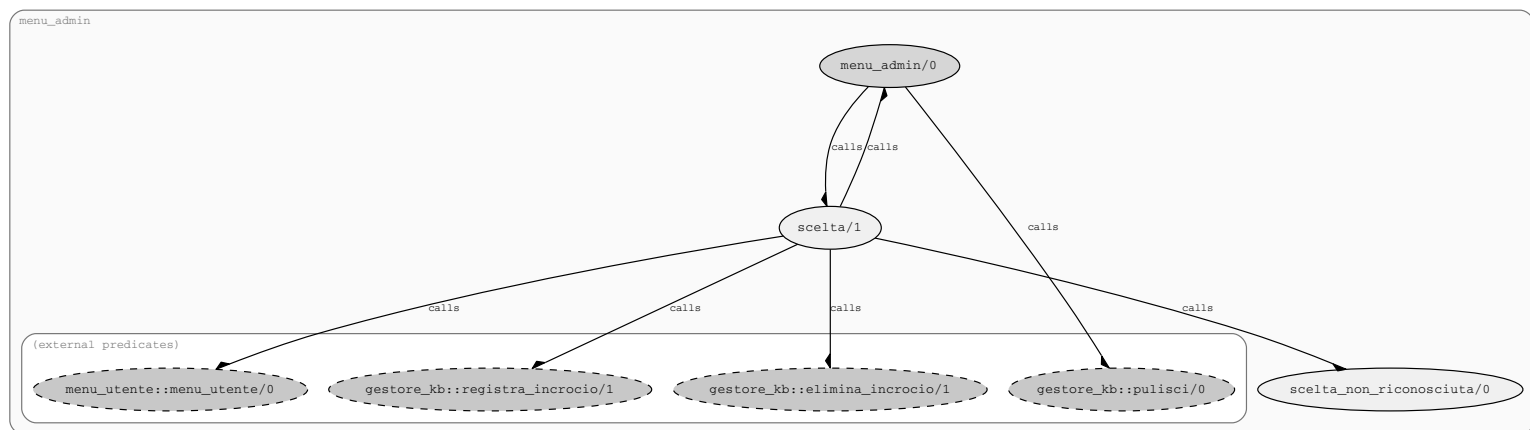 menu_admin
menu_admin/0
calls
calls
calls
scelta/1
calls
calls
calls
calls
(external predicates)
menu_utente::menu_utente/0
gestore_kb::registra_incrocio/1
gestore_kb::elimina_incrocio/1
gestore_kb::pulisci/0
scelta_non_riconosciuta/0